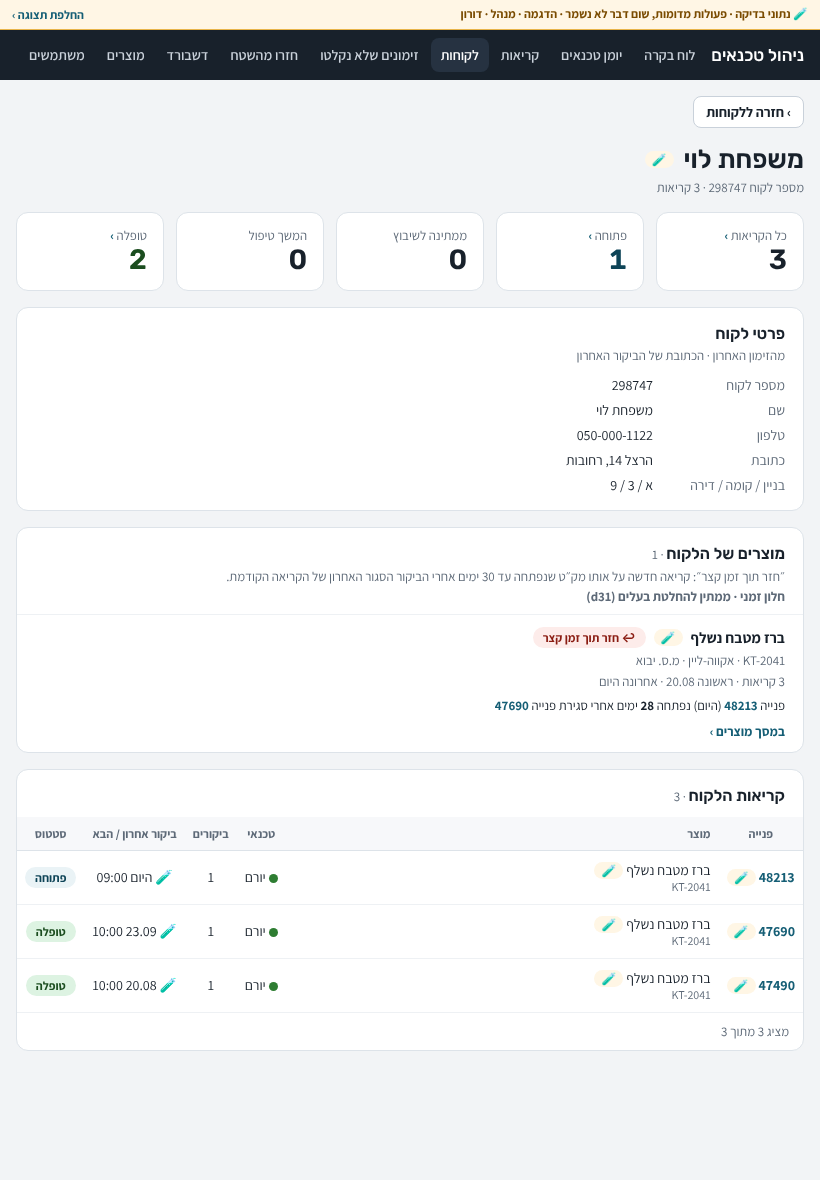 🧪 נתוני בדיקה · פעולות מדומות, שום דבר לא נשמר · הדגמה · מנהל · דורון
החלפת תצוגה ›
ניהול טכנאים
לוח בקרה
יומן טכנאים
קריאות
לקוחות
זימונים שלא נקלטו
חזרו מהשטח
דשבורד
מוצרים
משתמשים
› חזרה ללקוחות
משפחת לוי 🧪
מספר לקוח 298747 · 3 קריאות
כל הקריאות ›
3
פתוחה ›
1
ממתינה לשיבוץ
0
המשך טיפול
0
טופלה ›
2
פרטי לקוח
מהזימון האחרון · הכתובת של הביקור האחרון
מספר לקוח 298747
שם משפחת לוי
טלפון 050-000-1122
כתובת הרצל 14, רחובות
בניין / קומה / דירה א / 3 / 9
מוצרים של הלקוח · 1
״חזר תוך זמן קצר״: קריאה חדשה על אותו מק״ט שנפתחה עד 30 ימים אחרי הביקור הסגור האחרון של הקריאה הקודמת.
חלון זמני · ממתין להחלטת בעלים (d31)
ברז מטבח נשלף 🧪 ↩ חזר תוך זמן קצר
KT-2041 · אקווה-ליין · מ.ס. יבוא
3 קריאות · ראשונה 20.08 · אחרונה היום
פנייה 48213 (היום) נפתחה 28 ימים אחרי סגירת פנייה 47690
במסך מוצרים ›
קריאות הלקוח · 3
פנייה מוצר טכנאי ביקורים ביקור אחרון / הבא סטטוס
48213 🧪 ברז מטבח נשלף 🧪 יורם 1 🧪 היום 09:00 פתוחה
KT-2041
47690 🧪 ברז מטבח נשלף 🧪 יורם 1 🧪 23.09 10:00 טופלה
KT-2041
47490 🧪 ברז מטבח נשלף 🧪 יורם 1 🧪 20.08 10:00 טופלה
KT-2041
מציג 3 מתוך 3